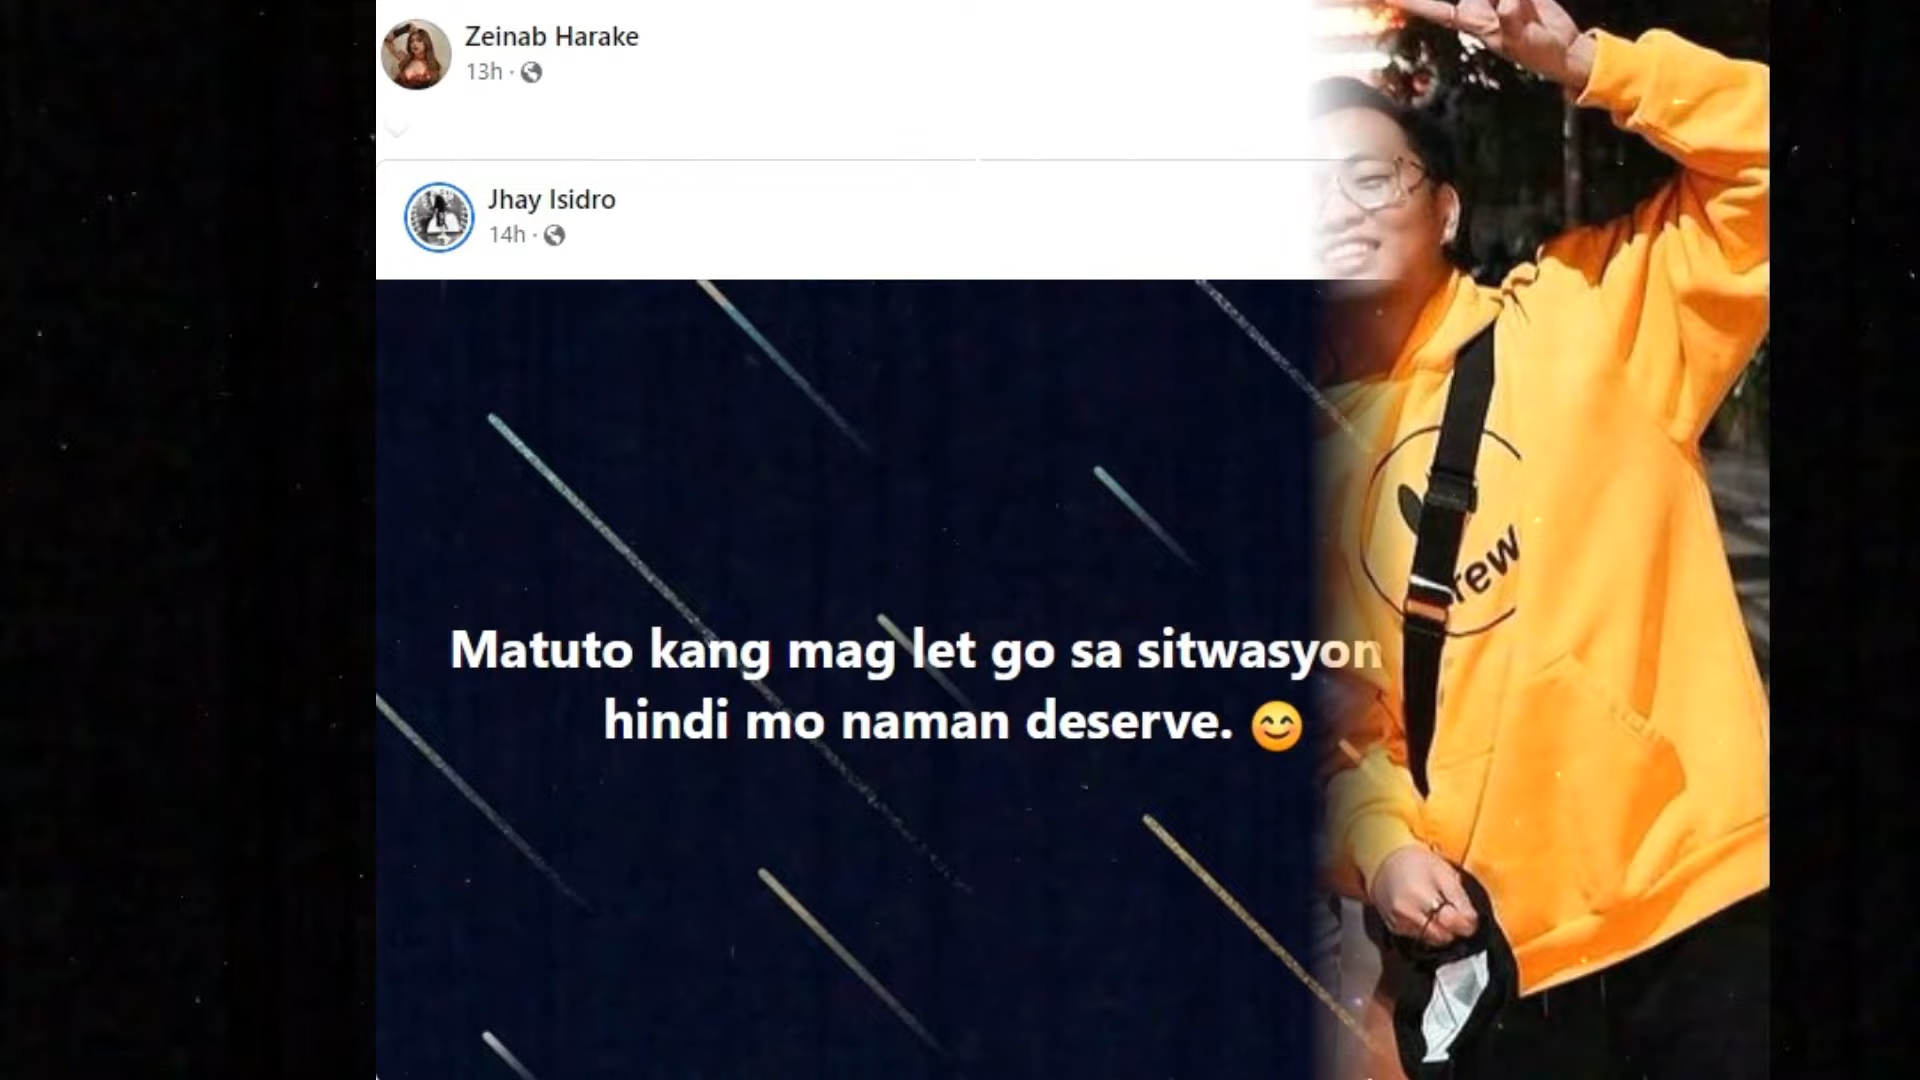 Zeinab Harake
13h ·
Jhay Isidro
14h ·
Matuto kang mag let go sa sitwasyon
hindi mo naman deserve. 😊
rew